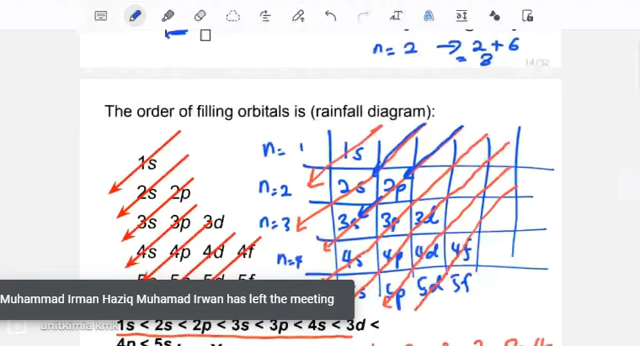 n = 2 → 2 + 6
= 8
14/52
The order of filling orbitals is (rainfall diagram):
1s
2s 2p
3s 3p 3d
4s 4p 4d 4f
n = 1 1s
n = 2 2s 2p
n = 3 3s 3p 3d
n = 4 4s 4p 4d 4f
5p 5d 5f
Muhammad Irman Haziq Muhamad Irwan has left the meeting
unitkimia kmk
1s < 2s < 2p < 3s < 3p < 4s < 3d <
4p < 5s